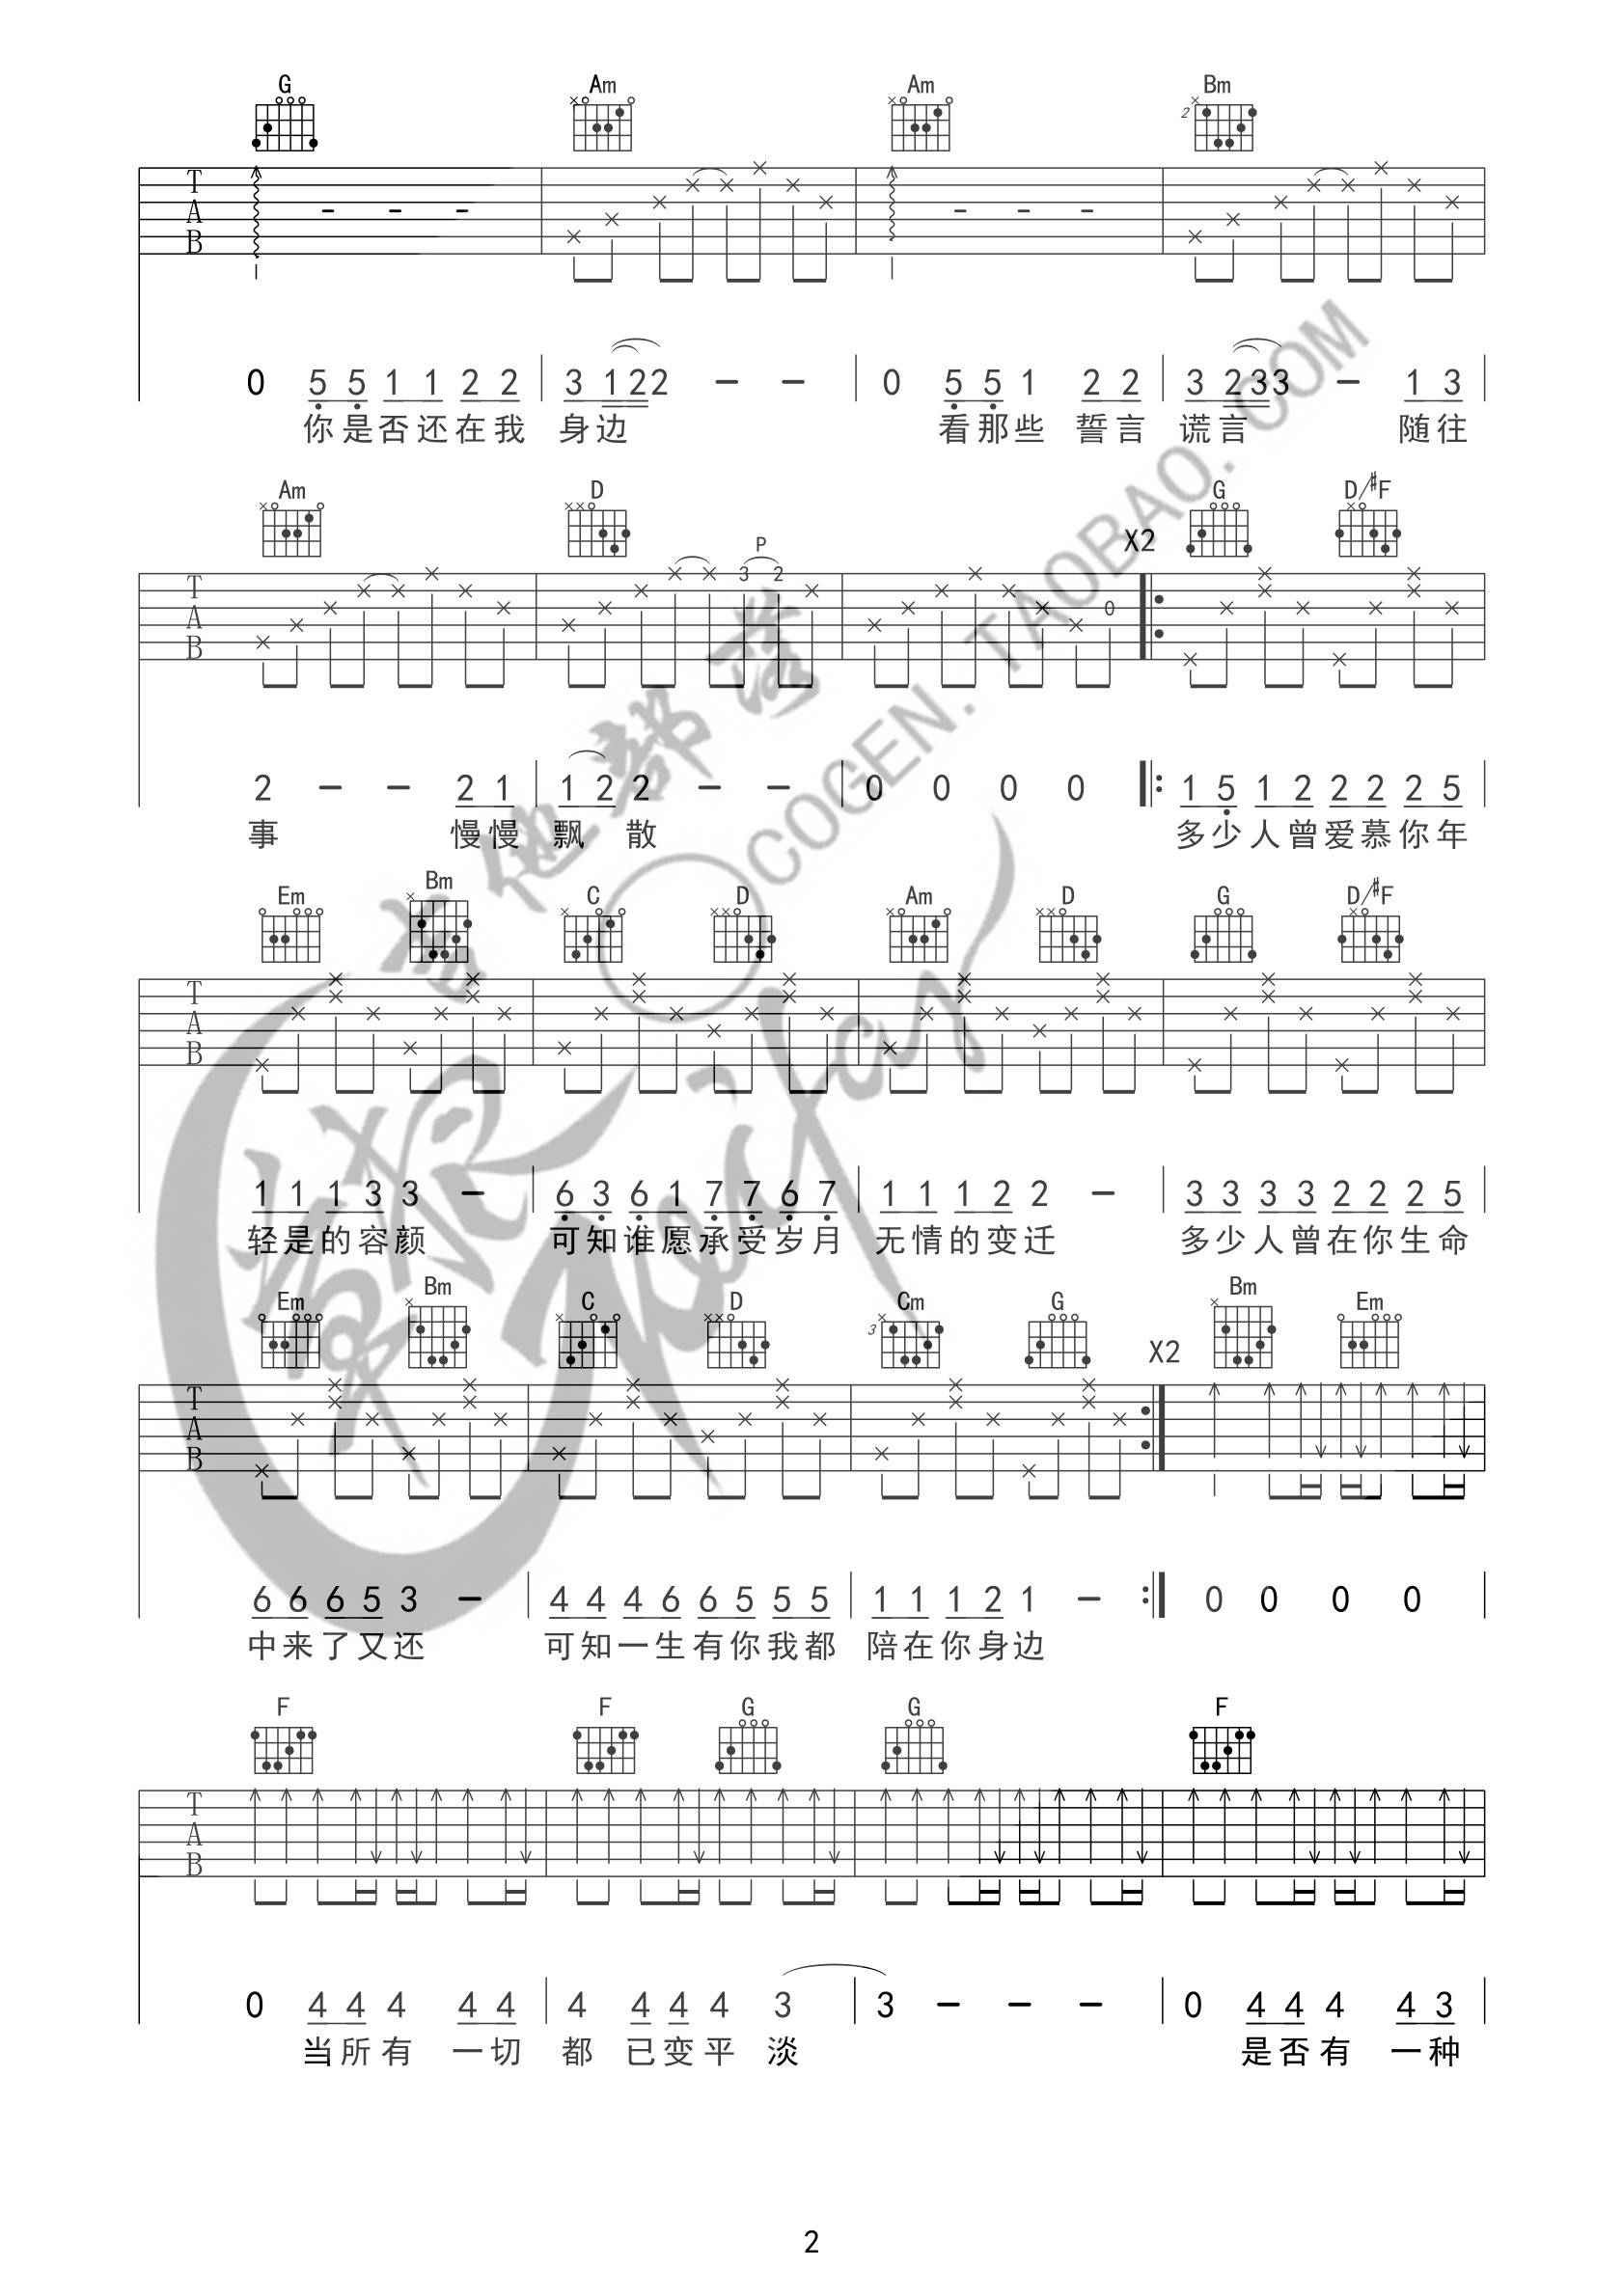 G Am Am Bm
2
T A B
0 5 5 1 1 2 2 3 1 2 2 - - 0 5 5 1 2 2 3 2 3 3 - 1 3
你是否还在我 身边 看那些 誓言 谎言 随往
Am D X2 G D/#F
P
3 2 0
T A B
2 - - 2 1 1 2 2 - - 0 0 0 0 1 5 1 2 2 2 2 5
事 慢慢 飘 散 多少人曾爱慕你年
Em Bm C D Am D G D/#F
T A B
1 1 1 3 3 - 6 3 6 1 7 7 6 7 1 1 1 2 2 - 3 3 3 3 2 2 2 5
轻是的容颜 可知谁愿承受岁月 无情的变迁 多少人曾在你生命
Em Bm C D Cm G X2 Bm Em
3
T A B
6 6 6 5 3 - 4 4 4 6 6 5 5 5 1 1 1 2 1 - 0 0 0 0
中来了又还 可知一生有你我都 陪在你身边
F F G G F
T A B
0 4 4 4 4 4 4 4 4 4 3 3 - - - 0 4 4 4 4 3
当所有 一切 都 已变平 淡 是否有 一种
吉他部落
COGEN.TAOBAO.COM
2